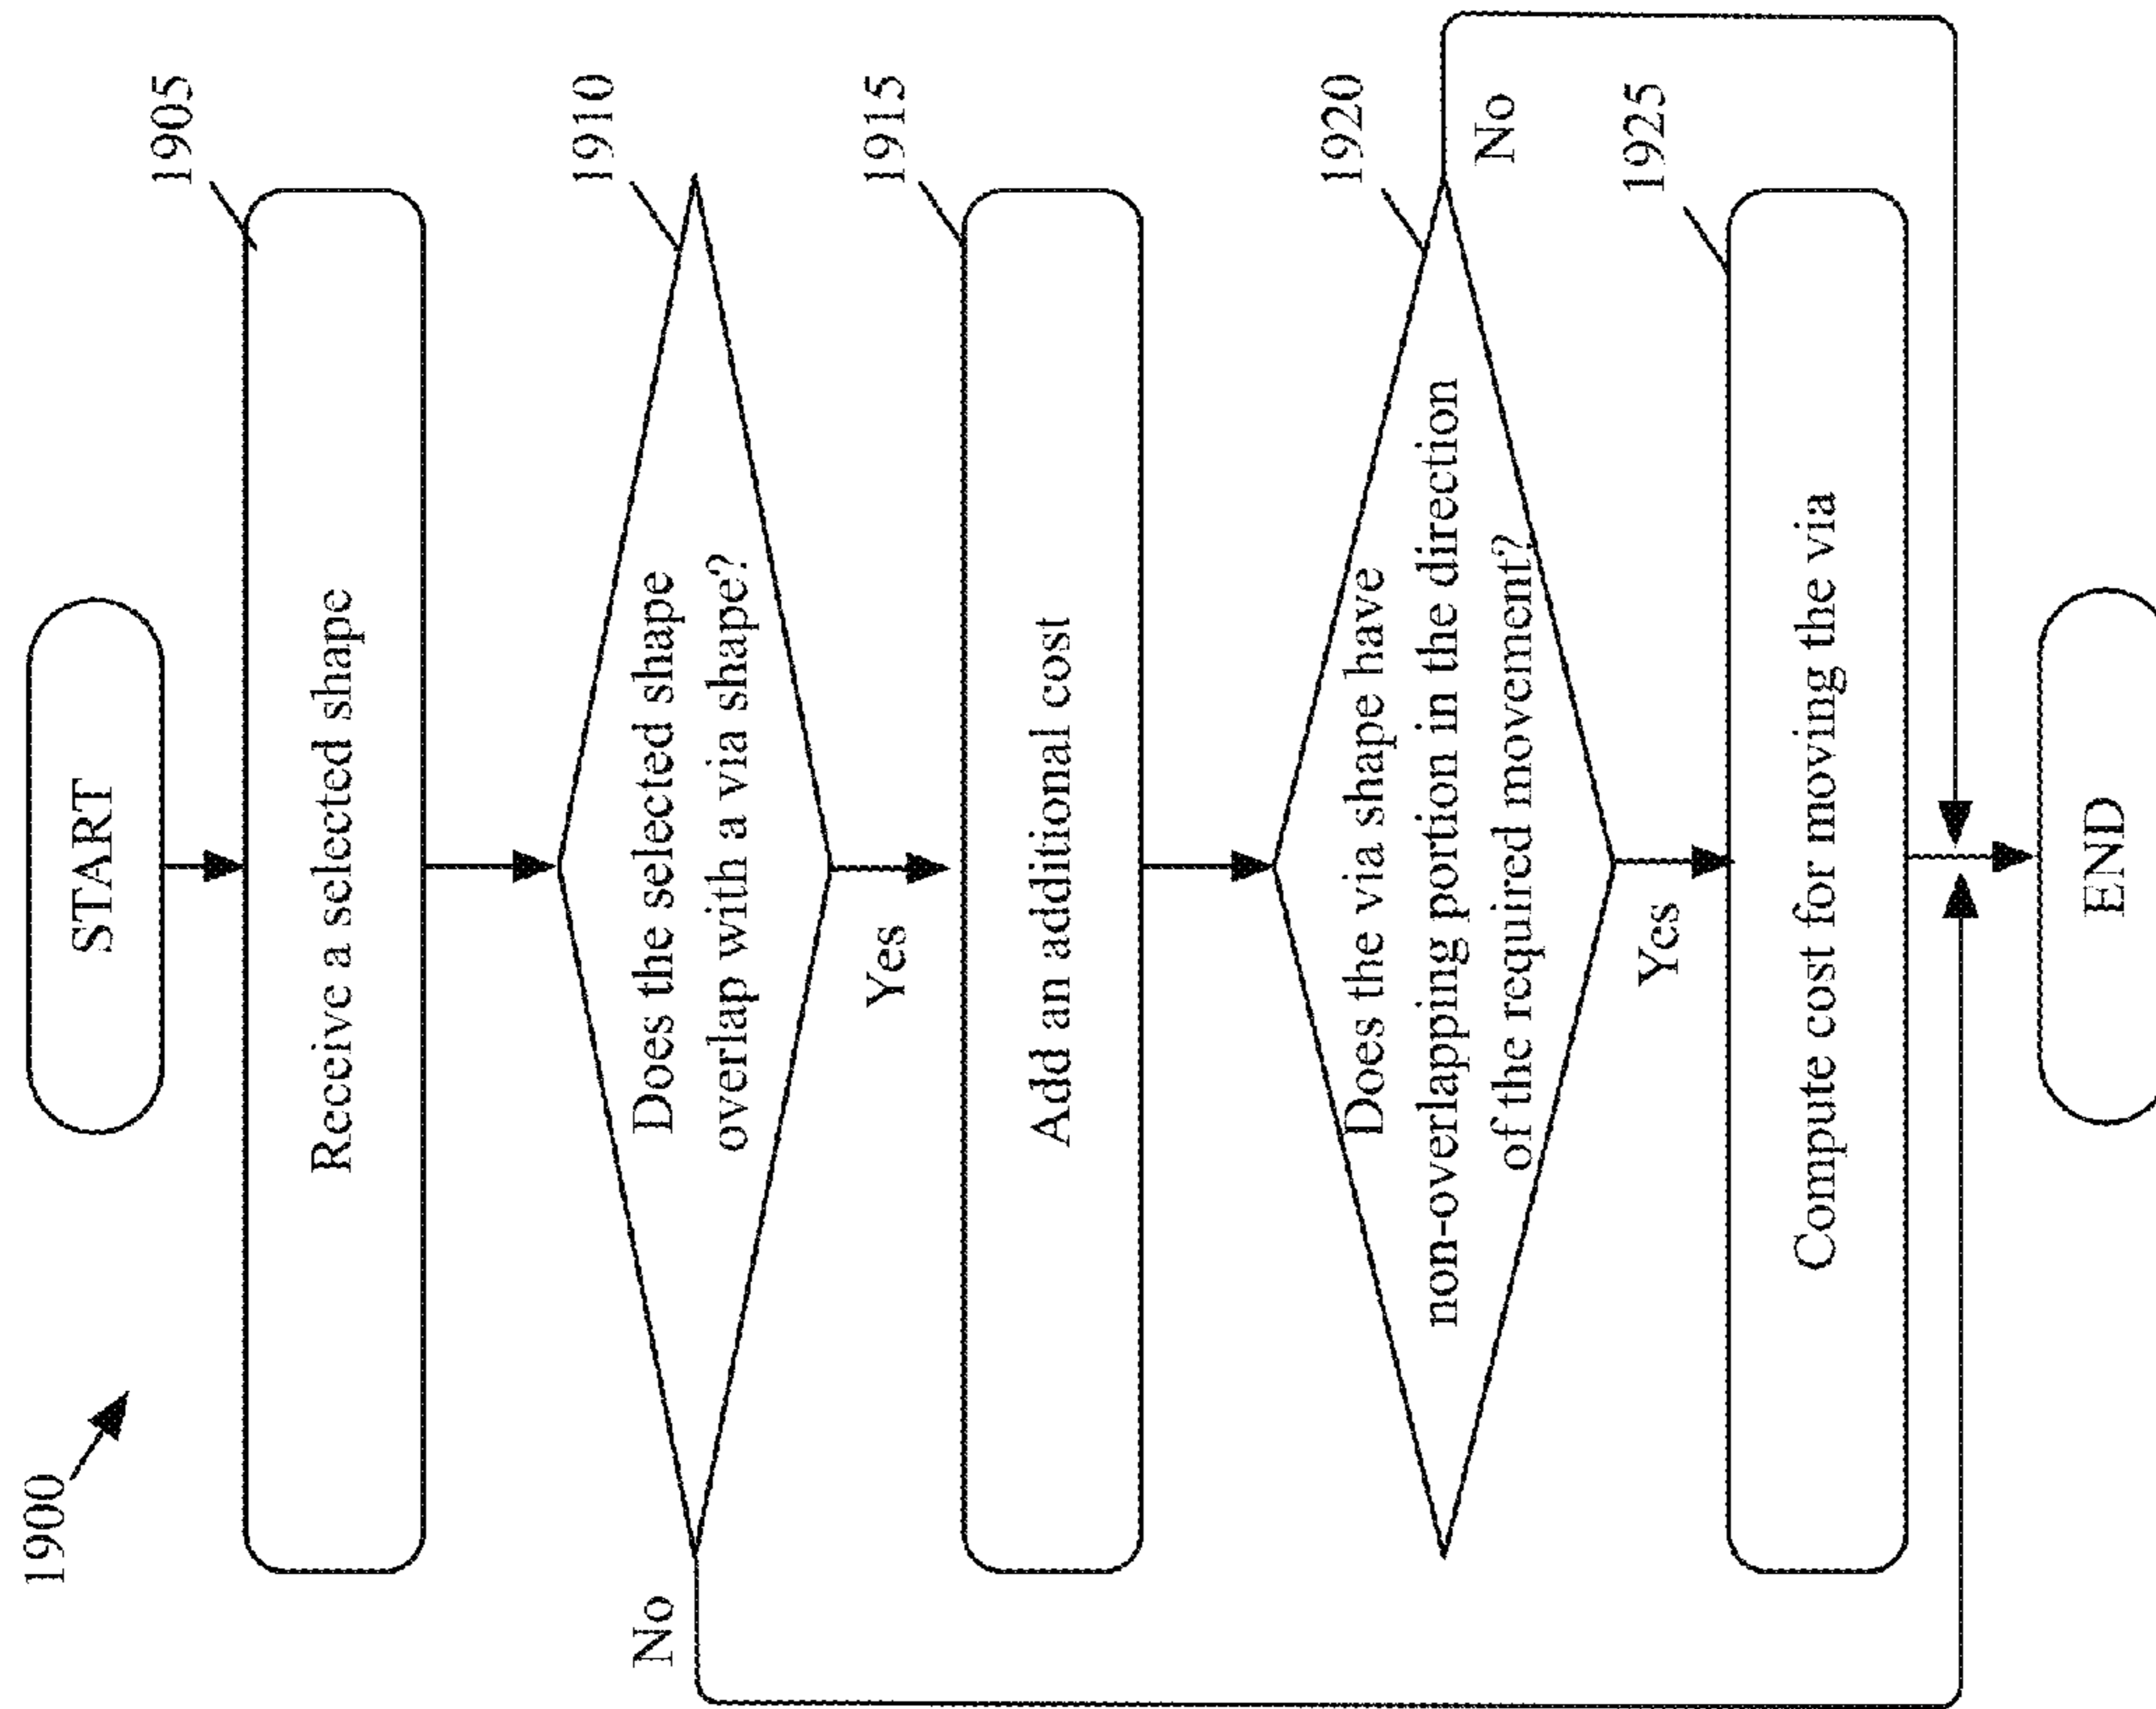 1900
START
1905
Receive a selected shape
1910
Does the selected shape
overlap with a via shape?
No
Yes
1915
Add an additional cost
1920
Does the via shape have
non-overlapping portion in the direction
of the required movement?
No
Yes
1925
Compute cost for moving the via
END